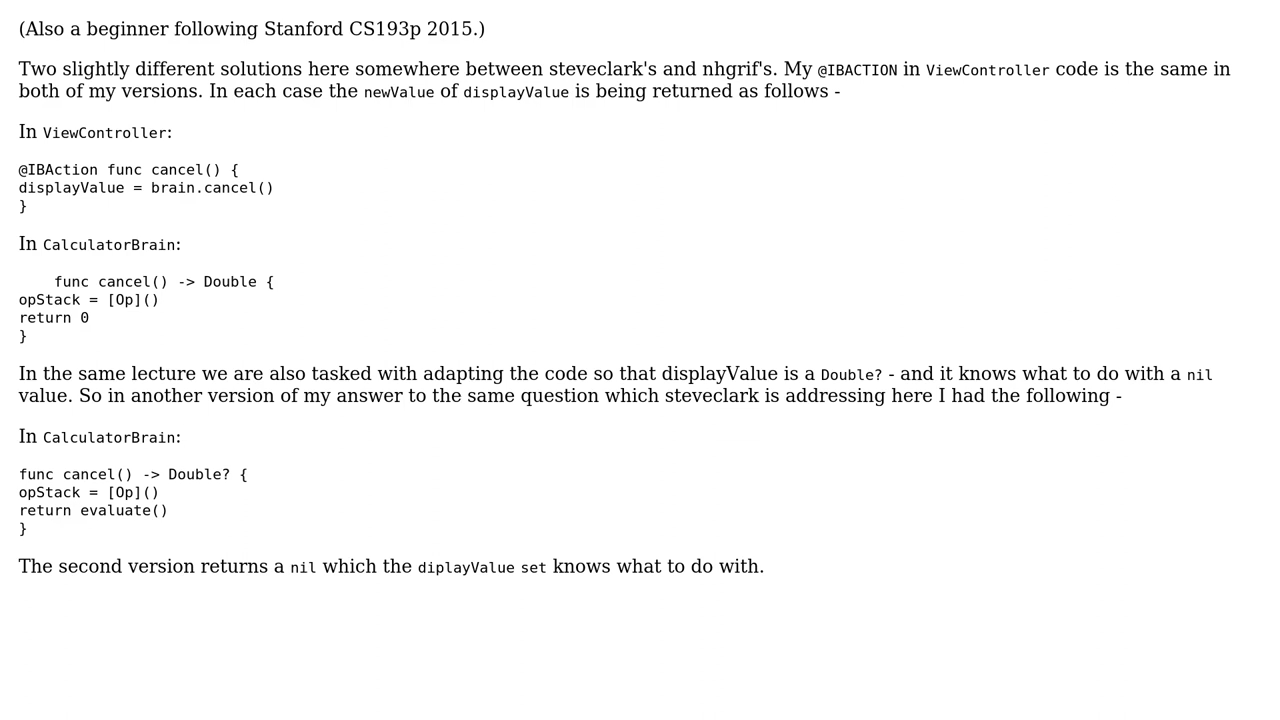 (Also a beginner following Stanford CS193p 2015.)
Two slightly different solutions here somewhere between steveclark's and nhgrif's. My @IBACTION in ViewController code is the same in
both of my versions. In each case the newValue of displayValue is being returned as follows -
In ViewController:
@IBAction func cancel() {
displayValue = brain.cancel()
}
In CalculatorBrain:
    func cancel() -> Double {
opStack = [Op]()
return 0
}
In the same lecture we are also tasked with adapting the code so that displayValue is a Double? - and it knows what to do with a nil
value. So in another version of my answer to the same question which steveclark is addressing here I had the following -
In CalculatorBrain:
func cancel() -> Double? {
opStack = [Op]()
return evaluate()
}
The second version returns a nil which the diplayValue set knows what to do with.